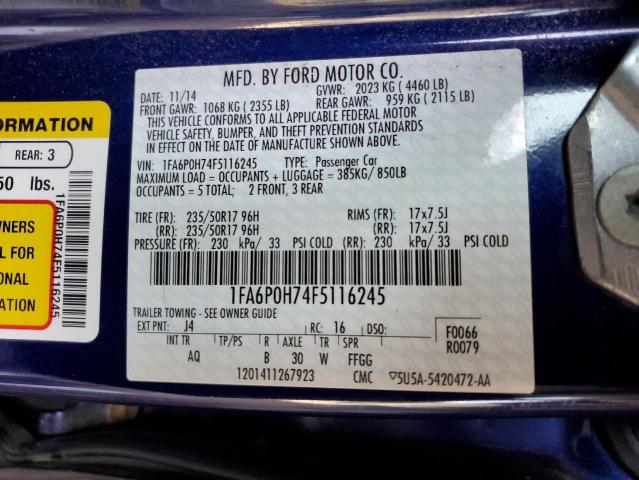 ORMATION
REAR: 3
50 lbs.
WNERS
L FOR
ONAL
ATION
1FA6P0H74F5116245
MFD. BY FORD MOTOR CO.
DATE: 11/14 GVWR: 2023 KG ( 4460 LB)
FRONT GAWR: 1068 KG ( 2355 LB) REAR GAWR: 959 KG ( 2115 LB)
THIS VEHICLE CONFORMS TO ALL APPLICABLE FEDERAL MOTOR
VEHICLE SAFETY, BUMPER, AND THEFT PREVENTION STANDARDS
IN EFFECT ON THE DATE OF MANUFACTURE SHOWN ABOVE.
VIN: 1FA6P0H74F5116245 TYPE: Passenger Car
MAXIMUM LOAD = OCCUPANTS + LUGGAGE = 385KG/ 850LB
OCCUPANTS = 5 TOTAL; 2 FRONT, 3 REAR
TIRE (FR): 235/50R17 96H RIMS (FR): 17x7.5J
(RR): 235/50R17 96H (RR): 17x7.5J
PRESSURE (FR): 230 kPa/ 33 PSI COLD (RR): 230 kPa/ 33 PSI COLD
1FA6P0H74F5116245
TRAILER TOWING - SEE OWNER GUIDE
EXT PNT: J4 RC: 16 DSO: F0066
INT TR TP/PS R AXLE TR SPR R0079
AQ B 30 W FFGG
1201411267923 CMC ▽5U5A-5420472-AA